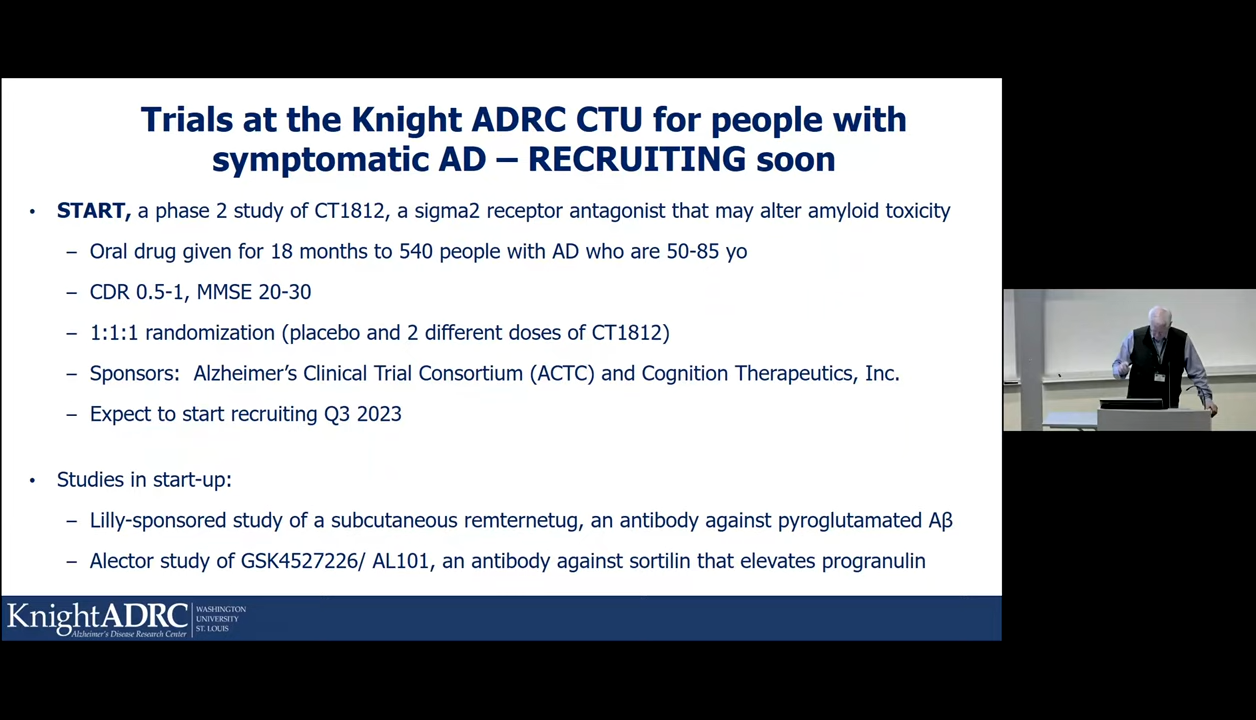 Trials at the Knight ADRC CTU for people with
symptomatic AD – RECRUITING soon
• START, a phase 2 study of CT1812, a sigma2 receptor antagonist that may alter amyloid toxicity
– Oral drug given for 18 months to 540 people with AD who are 50-85 yo
– CDR 0.5-1, MMSE 20-30
– 1:1:1 randomization (placebo and 2 different doses of CT1812)
– Sponsors: Alzheimer's Clinical Trial Consortium (ACTC) and Cognition Therapeutics, Inc.
– Expect to start recruiting Q3 2023
• Studies in start-up:
– Lilly-sponsored study of a subcutaneous remternetug, an antibody against pyroglutamated Aβ
– Alector study of GSK4527226/ AL101, an antibody against sortilin that elevates progranulin
KnightADRC
Alzheimer's Disease Research Center
WASHINGTON
UNIVERSITY
ST. LOUIS